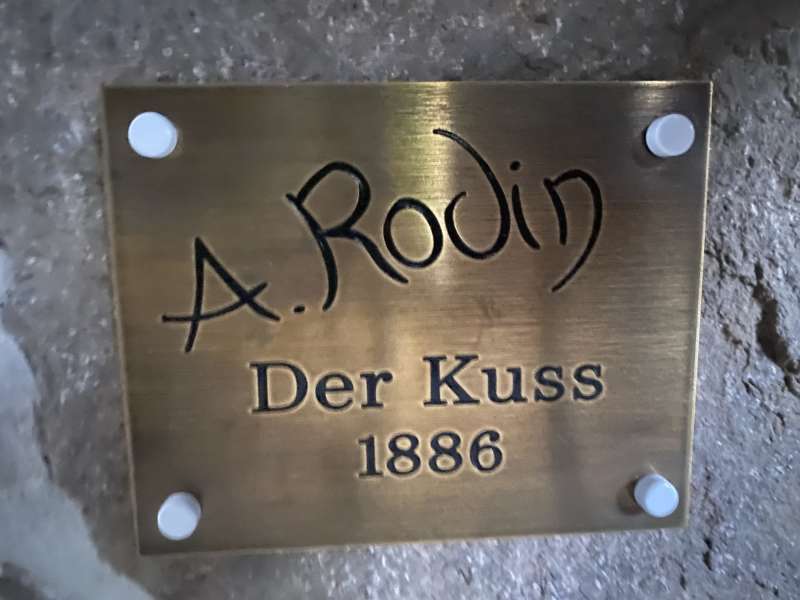 A. Rodin
Der Kuss
1886